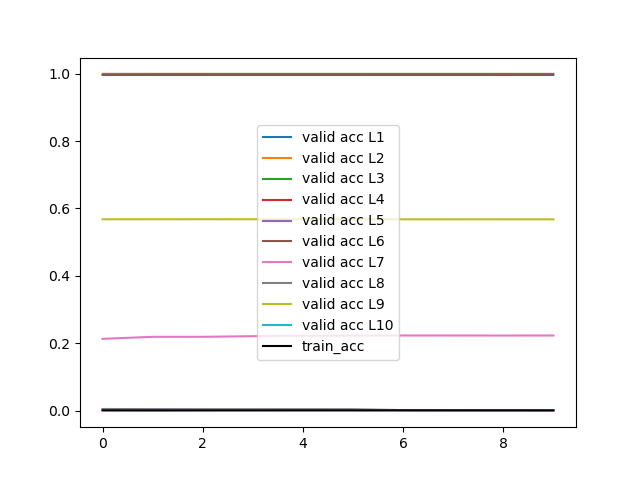 1.0
0.8
0.6
0.4
0.2
0.0
valid acc L1
valid acc L2
valid acc L3
valid acc L4
valid acc L5
valid acc L6
valid acc L7
valid acc L8
valid acc L9
valid acc L10
train_acc
0 2 4 6 8